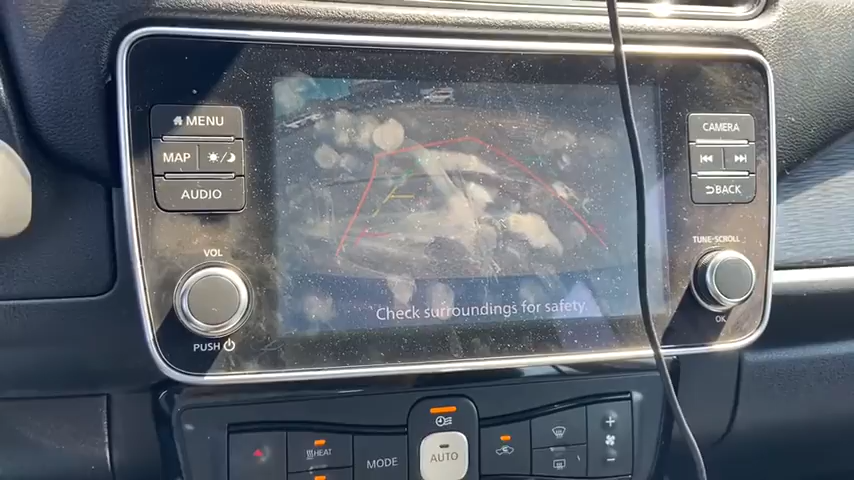 MENU
CAMERA
MAP
AUDIO
BACK
VOL
TUNE·SCROLL
Check surroundings for safety.
PUSH
OK
HEAT
MODE
AUTO